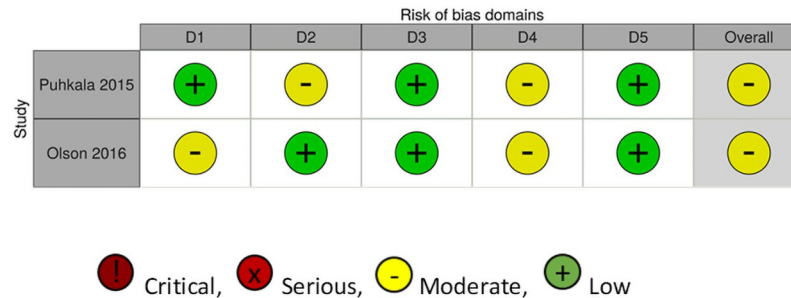 Risk of bias domains
D1 D2 D3 D4 D5 Overall
Study
Puhkala 2015 + - + - + -
Olson 2016 - + + - + -
! Critical, x Serious, - Moderate, + Low